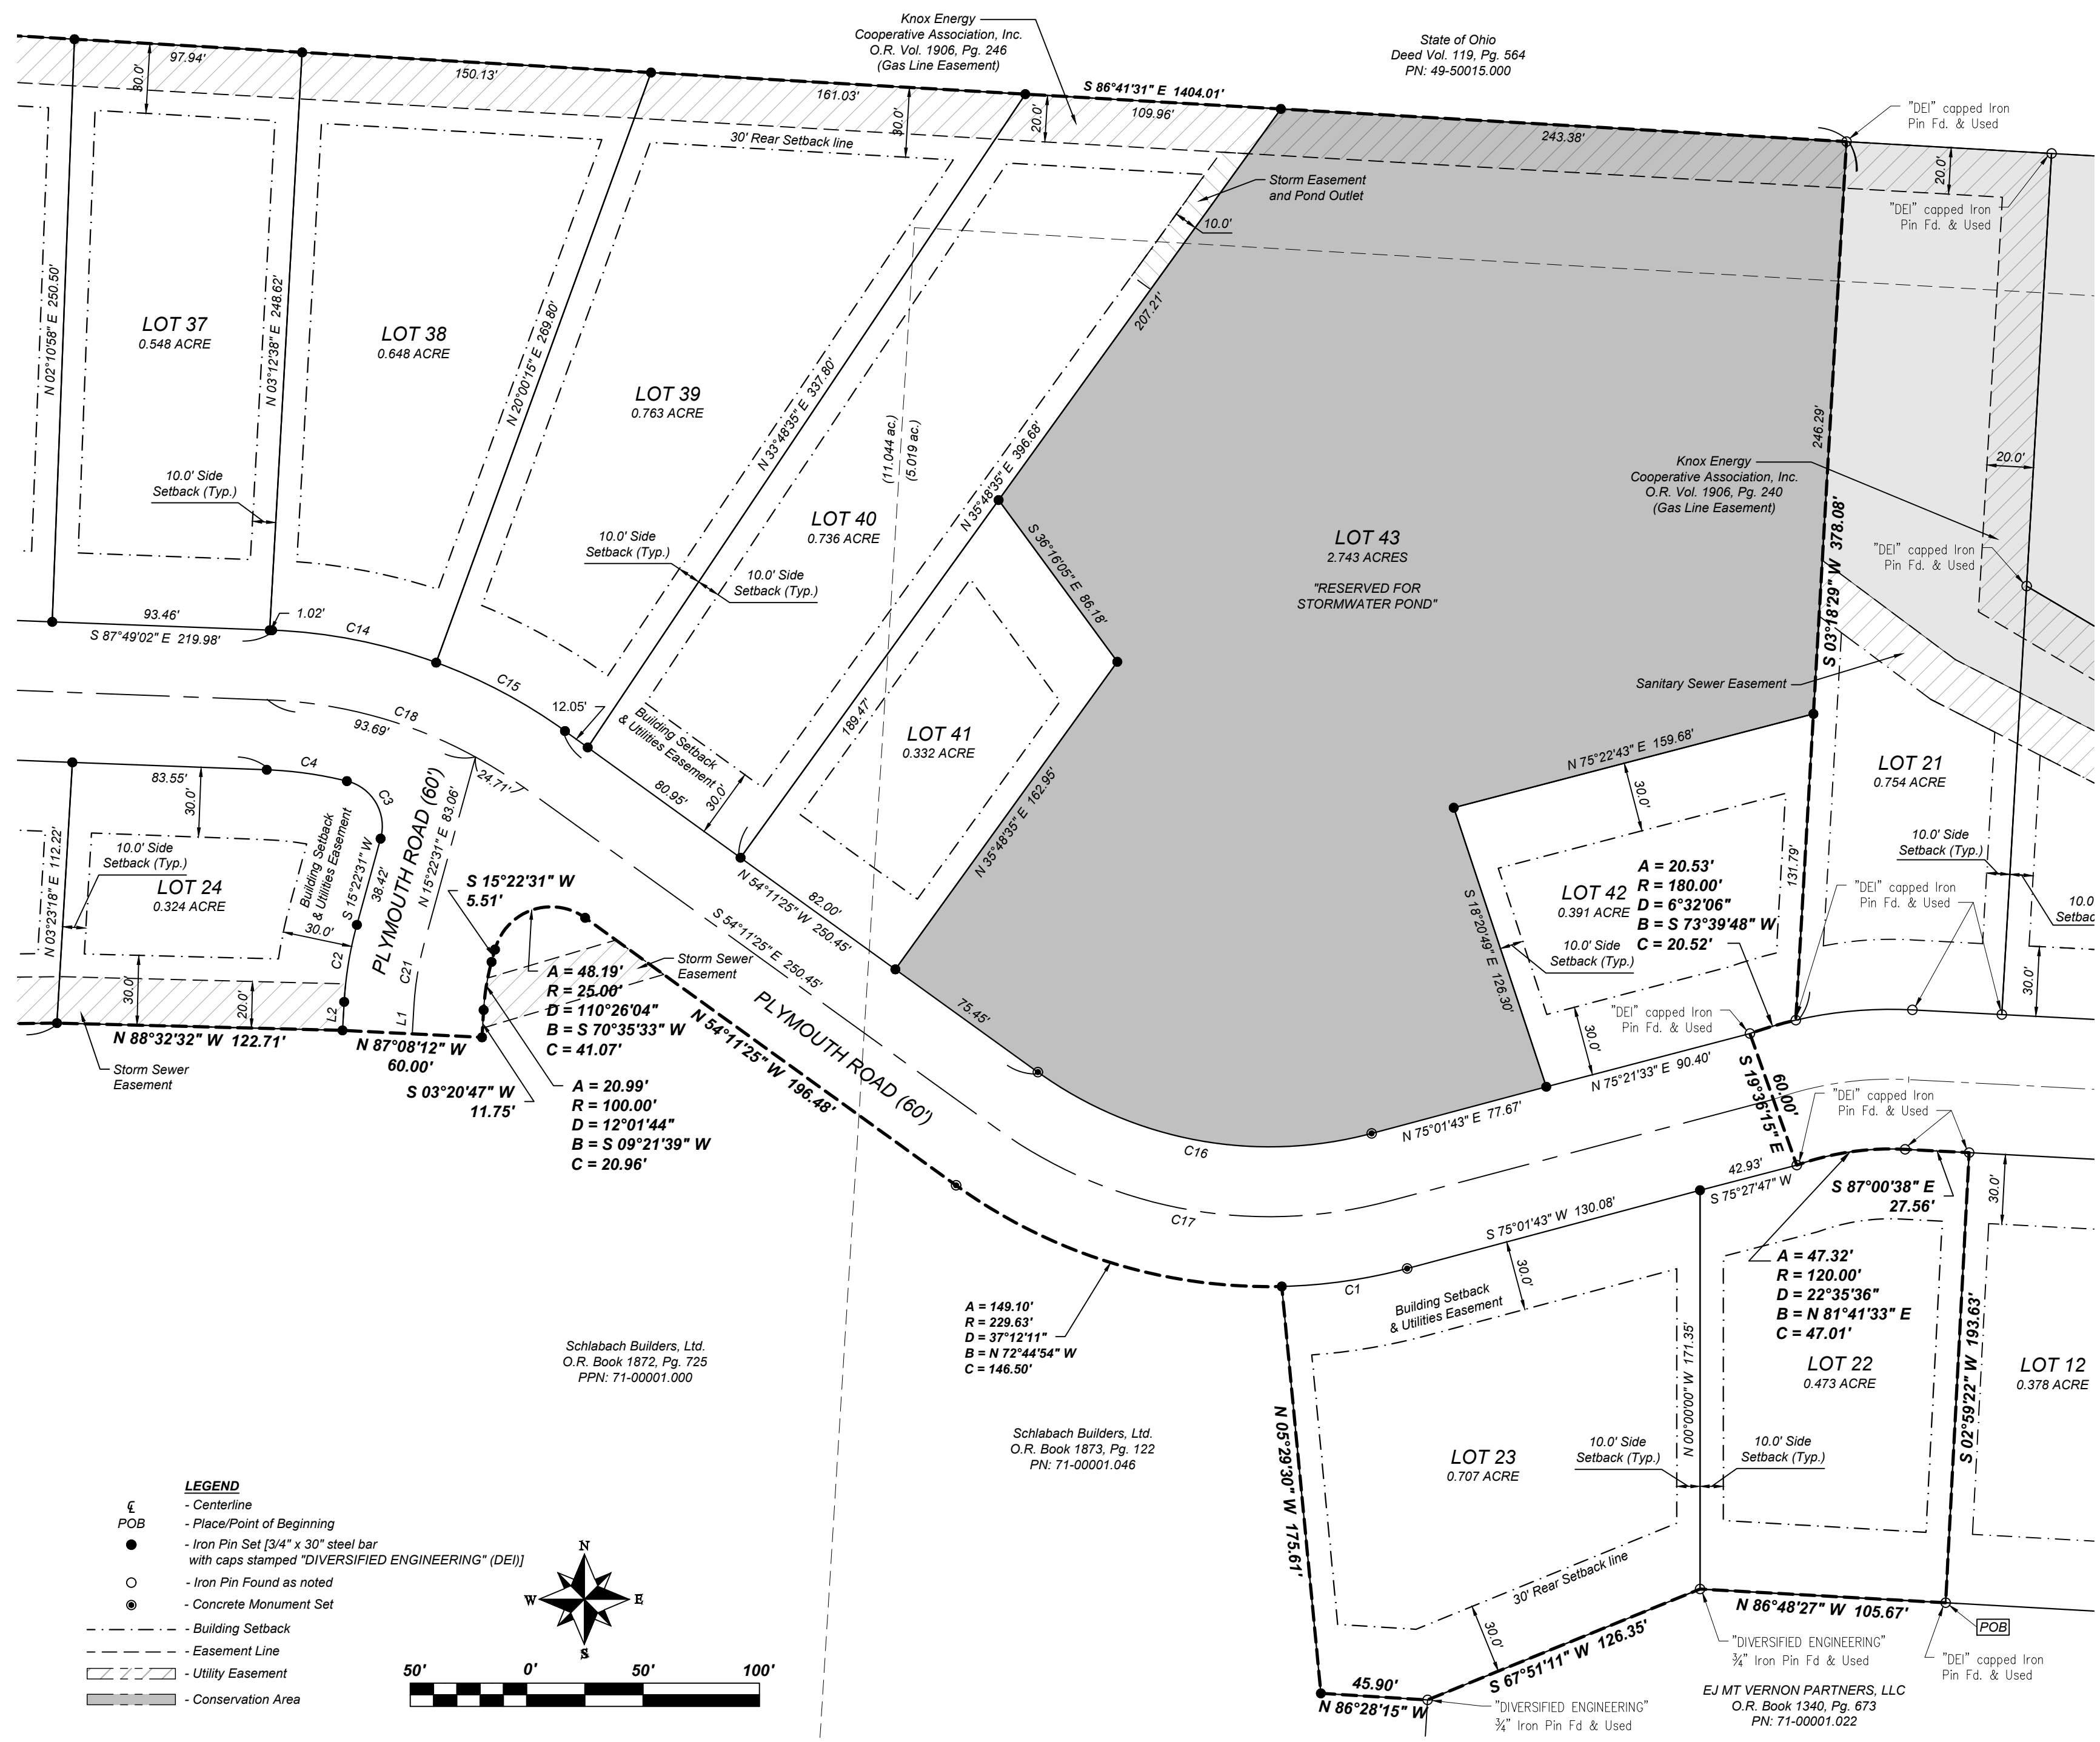 Knox Energy
Cooperative Association, Inc.
O.R. Vol. 1906, Pg. 246
(Gas Line Easement)
State of Ohio
Deed Vol. 119, Pg. 564
PN: 49-50015.000
97.94'
30.0'
150.13'
161.03'
30.0'
20.0'
S 86°41'31" E  1404.01'
109.96'
243.38'
"DEI" capped Iron
Pin Fd. & Used
20.0'
"DEI" capped Iron
Pin Fd. & Used
30' Rear Setback line
Storm Easement
and Pond Outlet
10.0'
207.21'
N 02°10'58" E  250.50'
LOT 37
0.548 ACRE
N 03°12'38" E  248.62'
LOT 38
0.648 ACRE
N 20°00'15" E  269.80'
LOT 39
0.763 ACRE
N 33°48'35" E  337.80'
(11.044 ac.)
(5.019 ac.)
N 35°48'35" E  396.68'
LOT 40
0.736 ACRE
10.0' Side
Setback (Typ.)
10.0' Side
Setback (Typ.)
10.0' Side
Setback (Typ.)
S 36°16'05" E  86.18'
LOT 43
2.743 ACRES
"RESERVED FOR
STORMWATER POND"
246.29'
Knox Energy
Cooperative Association, Inc.
O.R. Vol. 1906, Pg. 240
(Gas Line Easement)
20.0'
S 03°18'29" W  378.08'
"DEI" capped Iron
Pin Fd. & Used
Sanitary Sewer Easement
93.46'
S 87°49'02" E  219.98'
1.02'
C14
C15
12.05'
C18
93.69'
Building Setback
& Utilities Easement
30.0'
80.95'
189.47'
LOT 41
0.332 ACRE
N 35°48'35" E  162.95'
N 75°22'43" E  159.68'
30.0'
LOT 21
0.754 ACRE
10.0' Side
Setback (Typ.)
83.55'
30.0'
C4
C3
24.71'
PLYMOUTH ROAD (60')
N 15°22'31" E  83.06'
Building Setback
& Utilities Easement
S 15°22'31" W
38.42'
30.0'
N 03°23'18" E  112.22'
10.0' Side
Setback (Typ.)
LOT 24
0.324 ACRE
30.0'
20.0'
C2
L2
C21
L1
S 15°22'31" W
5.51'
82.00'
N 54°11'25" W  250.45'
S 54°11'25" E  250.45'
Storm Sewer
Easement
A = 48.19'
R = 25.00'
D = 110°26'04"
B = S 70°35'33" W
C = 41.07'
N 54°11'25" W  196.48'
PLYMOUTH ROAD (60')
75.45'
131.79'
LOT 42
0.391 ACRE
A = 20.53'
R = 180.00'
D = 6°32'06"
B = S 73°39'48" W
C = 20.52'
10.0' Side
Setback (Typ.)
S 18°20'49" E  126.30'
30.0'
"DEI" capped Iron
Pin Fd. & Used
"DEI" capped Iron
Pin Fd. & Used
10.0
Setbac
30.0'
N 88°32'32" W  122.71'
N 87°08'12" W
60.00'
S 03°20'47" W
11.75'
Storm Sewer
Easement
A = 20.99'
R = 100.00'
D = 12°01'44"
B = S 09°21'39" W
C = 20.96'
C16
N 75°01'43" E  77.67'
N 75°21'33" E  90.40'
60.00'
S 19°36'15" E
"DEI" capped Iron
Pin Fd. & Used
C17
42.93'
S 75°27'47" W
S 75°01'43" W  130.08'
S 87°00'38" E
27.56'
30.0'
C1
Building Setback
& Utilities Easement
30.0'
A = 149.10'
R = 229.63'
D = 37°12'11"
B = N 72°44'54" W
C = 146.50'
A = 47.32'
R = 120.00'
D = 22°35'36"
B = N 81°41'33" E
C = 47.01'
Schlabach Builders, Ltd.
O.R. Book 1872, Pg. 725
PPN: 71-00001.000
Schlabach Builders, Ltd.
O.R. Book 1873, Pg. 122
PN: 71-00001.046
N 05°29'30" W  175.61'
LOT 23
0.707 ACRE
N 00°00'00" W  171.35'
10.0' Side
Setback (Typ.)
10.0' Side
Setback (Typ.)
LOT 22
0.473 ACRE
S 02°59'22" W  193.63'
LOT 12
0.378 ACRE
30' Rear Setback line
30.0'
S 67°51'11" W  126.35'
45.90'
N 86°28'15" W
N 86°48'27" W  105.67'
POB
"DIVERSIFIED ENGINEERING"
¾" Iron Pin Fd & Used
"DIVERSIFIED ENGINEERING"
¾" Iron Pin Fd & Used
"DEI" capped Iron
Pin Fd. & Used
EJ MT VERNON PARTNERS, LLC
O.R. Book 1340, Pg. 673
PN: 71-00001.022
LEGEND
℄ - Centerline
POB - Place/Point of Beginning
- Iron Pin Set [3/4" x 30" steel bar
with caps stamped "DIVERSIFIED ENGINEERING" (DEI)]
- Iron Pin Found as noted
- Concrete Monument Set
- Building Setback
- Easement Line
- Utility Easement
- Conservation Area
N
W E
S
50' 0' 50' 100'